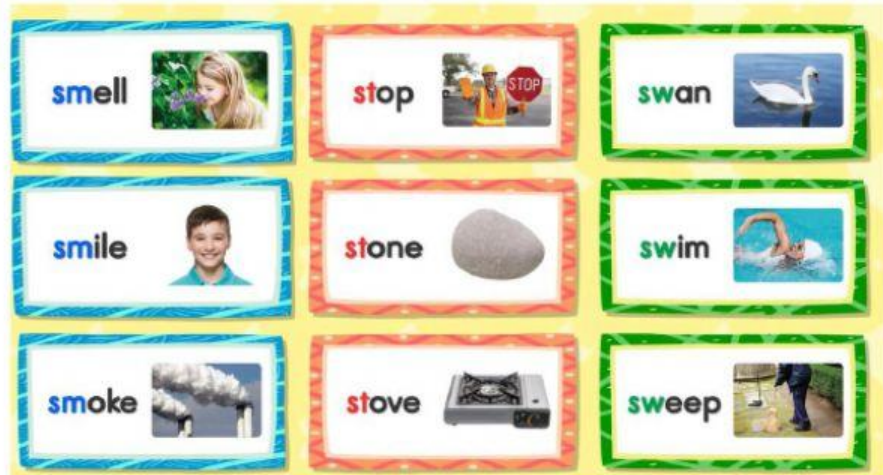 smell
stop
STOP
swan
smile
stone
swim
smoke
stove
sweep